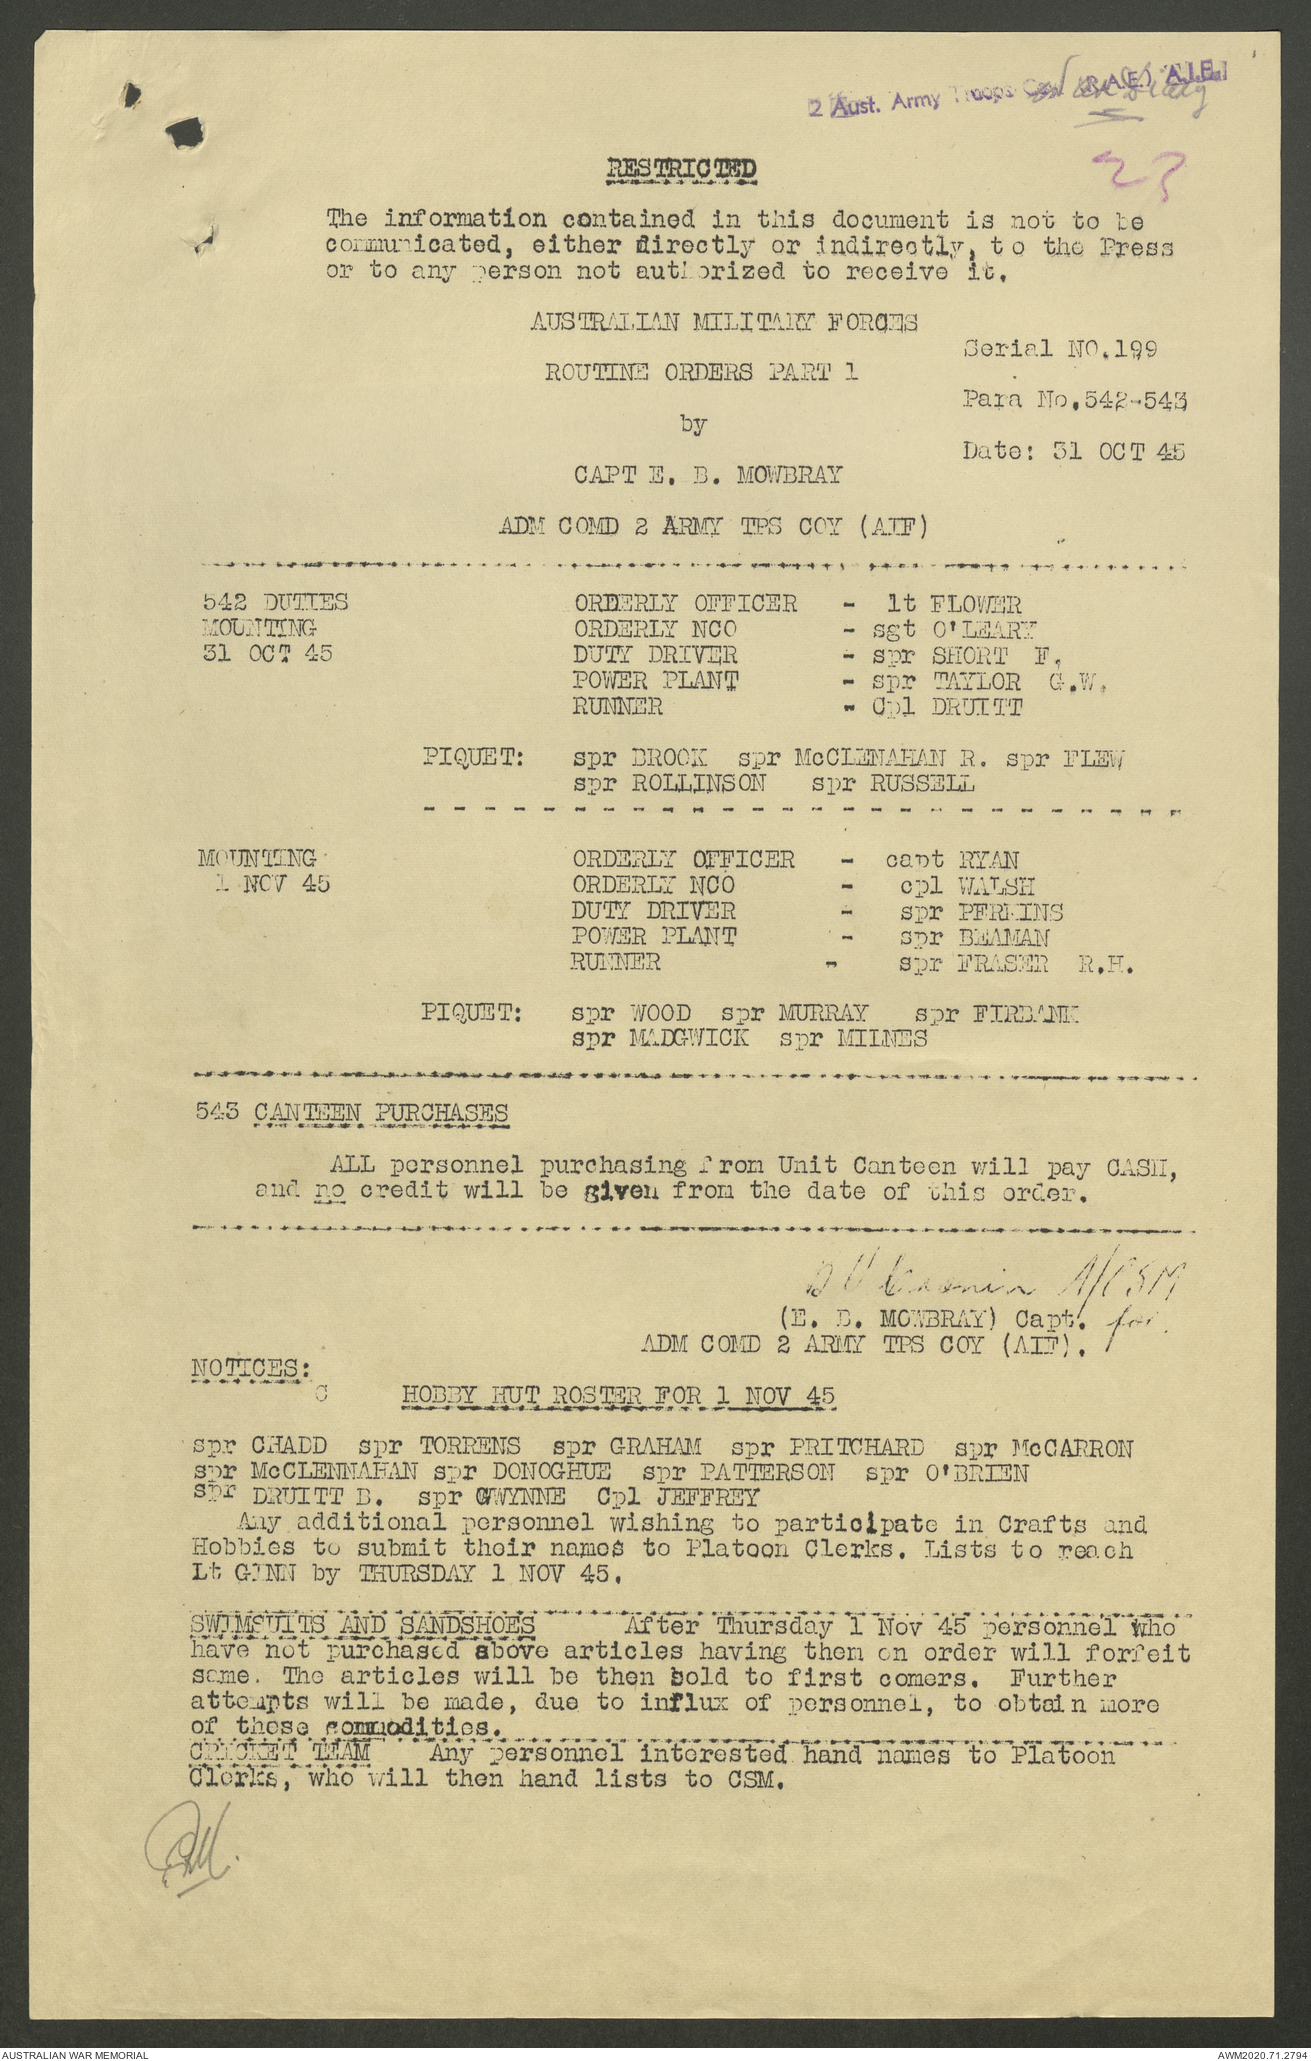 2 Aust. Army Troops Coy (R.A.E.) A.I.F.
War Diary
23
RESTRICTED
The information contained in this document is not to be
communicated, either directly or indirectly, to the Press
or to any person not authorized to receive it.
AUSTRALIAN MILITARY FORCES
Serial NO.199
ROUTINE ORDERS PART 1
Para No.542-543
by
Date: 31 OCT 45
CAPT E. B. MOWBRAY
ADM COMD 2 ARMY TPS COY (AIF)
542 DUTIES ORDERLY OFFICER - lt FLOWER
MOUNTING ORDERLY NCO - sgt O'LEARY
31 OCT 45 DUTY DRIVER - spr SHORT F.
POWER PLANT - spr TAYLOR G.W.
RUNNER - Cpl DRUITT
PIQUET: spr BROOK spr McCLENAHAN R. spr FLEW
spr ROLLINSON spr RUSSELL
MOUNTING ORDERLY OFFICER - capt RYAN
1 NOV 45 ORDERLY NCO - cpl WALSH
DUTY DRIVER - spr PERKINS
POWER PLANT - spr BEAMAN
RUNNER - spr FRASER R.H.
PIQUET: spr WOOD spr MURRAY spr FIRBANK
spr MADGWICK spr MILNES
543 CANTEEN PURCHASES
ALL personnel purchasing from Unit Canteen will pay CASH,
and no credit will be given from the date of this order.
A/CSM
(E. B. MOWBRAY) Capt. for
ADM COMD 2 ARMY TPS COY (AIF).
NOTICES:
C HOBBY HUT ROSTER FOR 1 NOV 45
spr CHADD spr TORRENS spr GRAHAM spr PRITCHARD spr McCARRON
spr McCLENNAHAN spr DONOGHUE spr PATTERSON spr O'BRIEN
spr DRUITT B. spr GWYNNE Cpl JEFFREY
Any additional personnel wishing to participate in Crafts and
Hobbies to submit their names to Platoon Clerks. Lists to reach
Lt GINN by THURSDAY 1 NOV 45.
SWIMSUITS AND SANDSHOES After Thursday 1 Nov 45 personnel who
have not purchased above articles having them on order will forfeit
same. The articles will be then sold to first comers. Further
attempts will be made, due to influx of personnel, to obtain more
of these commodities.
CRICKET TEAM Any personnel interested hand names to Platoon
Clerks, who will then hand lists to CSM.
AUSTRALIAN WAR MEMORIAL
AWM2020.71.2794